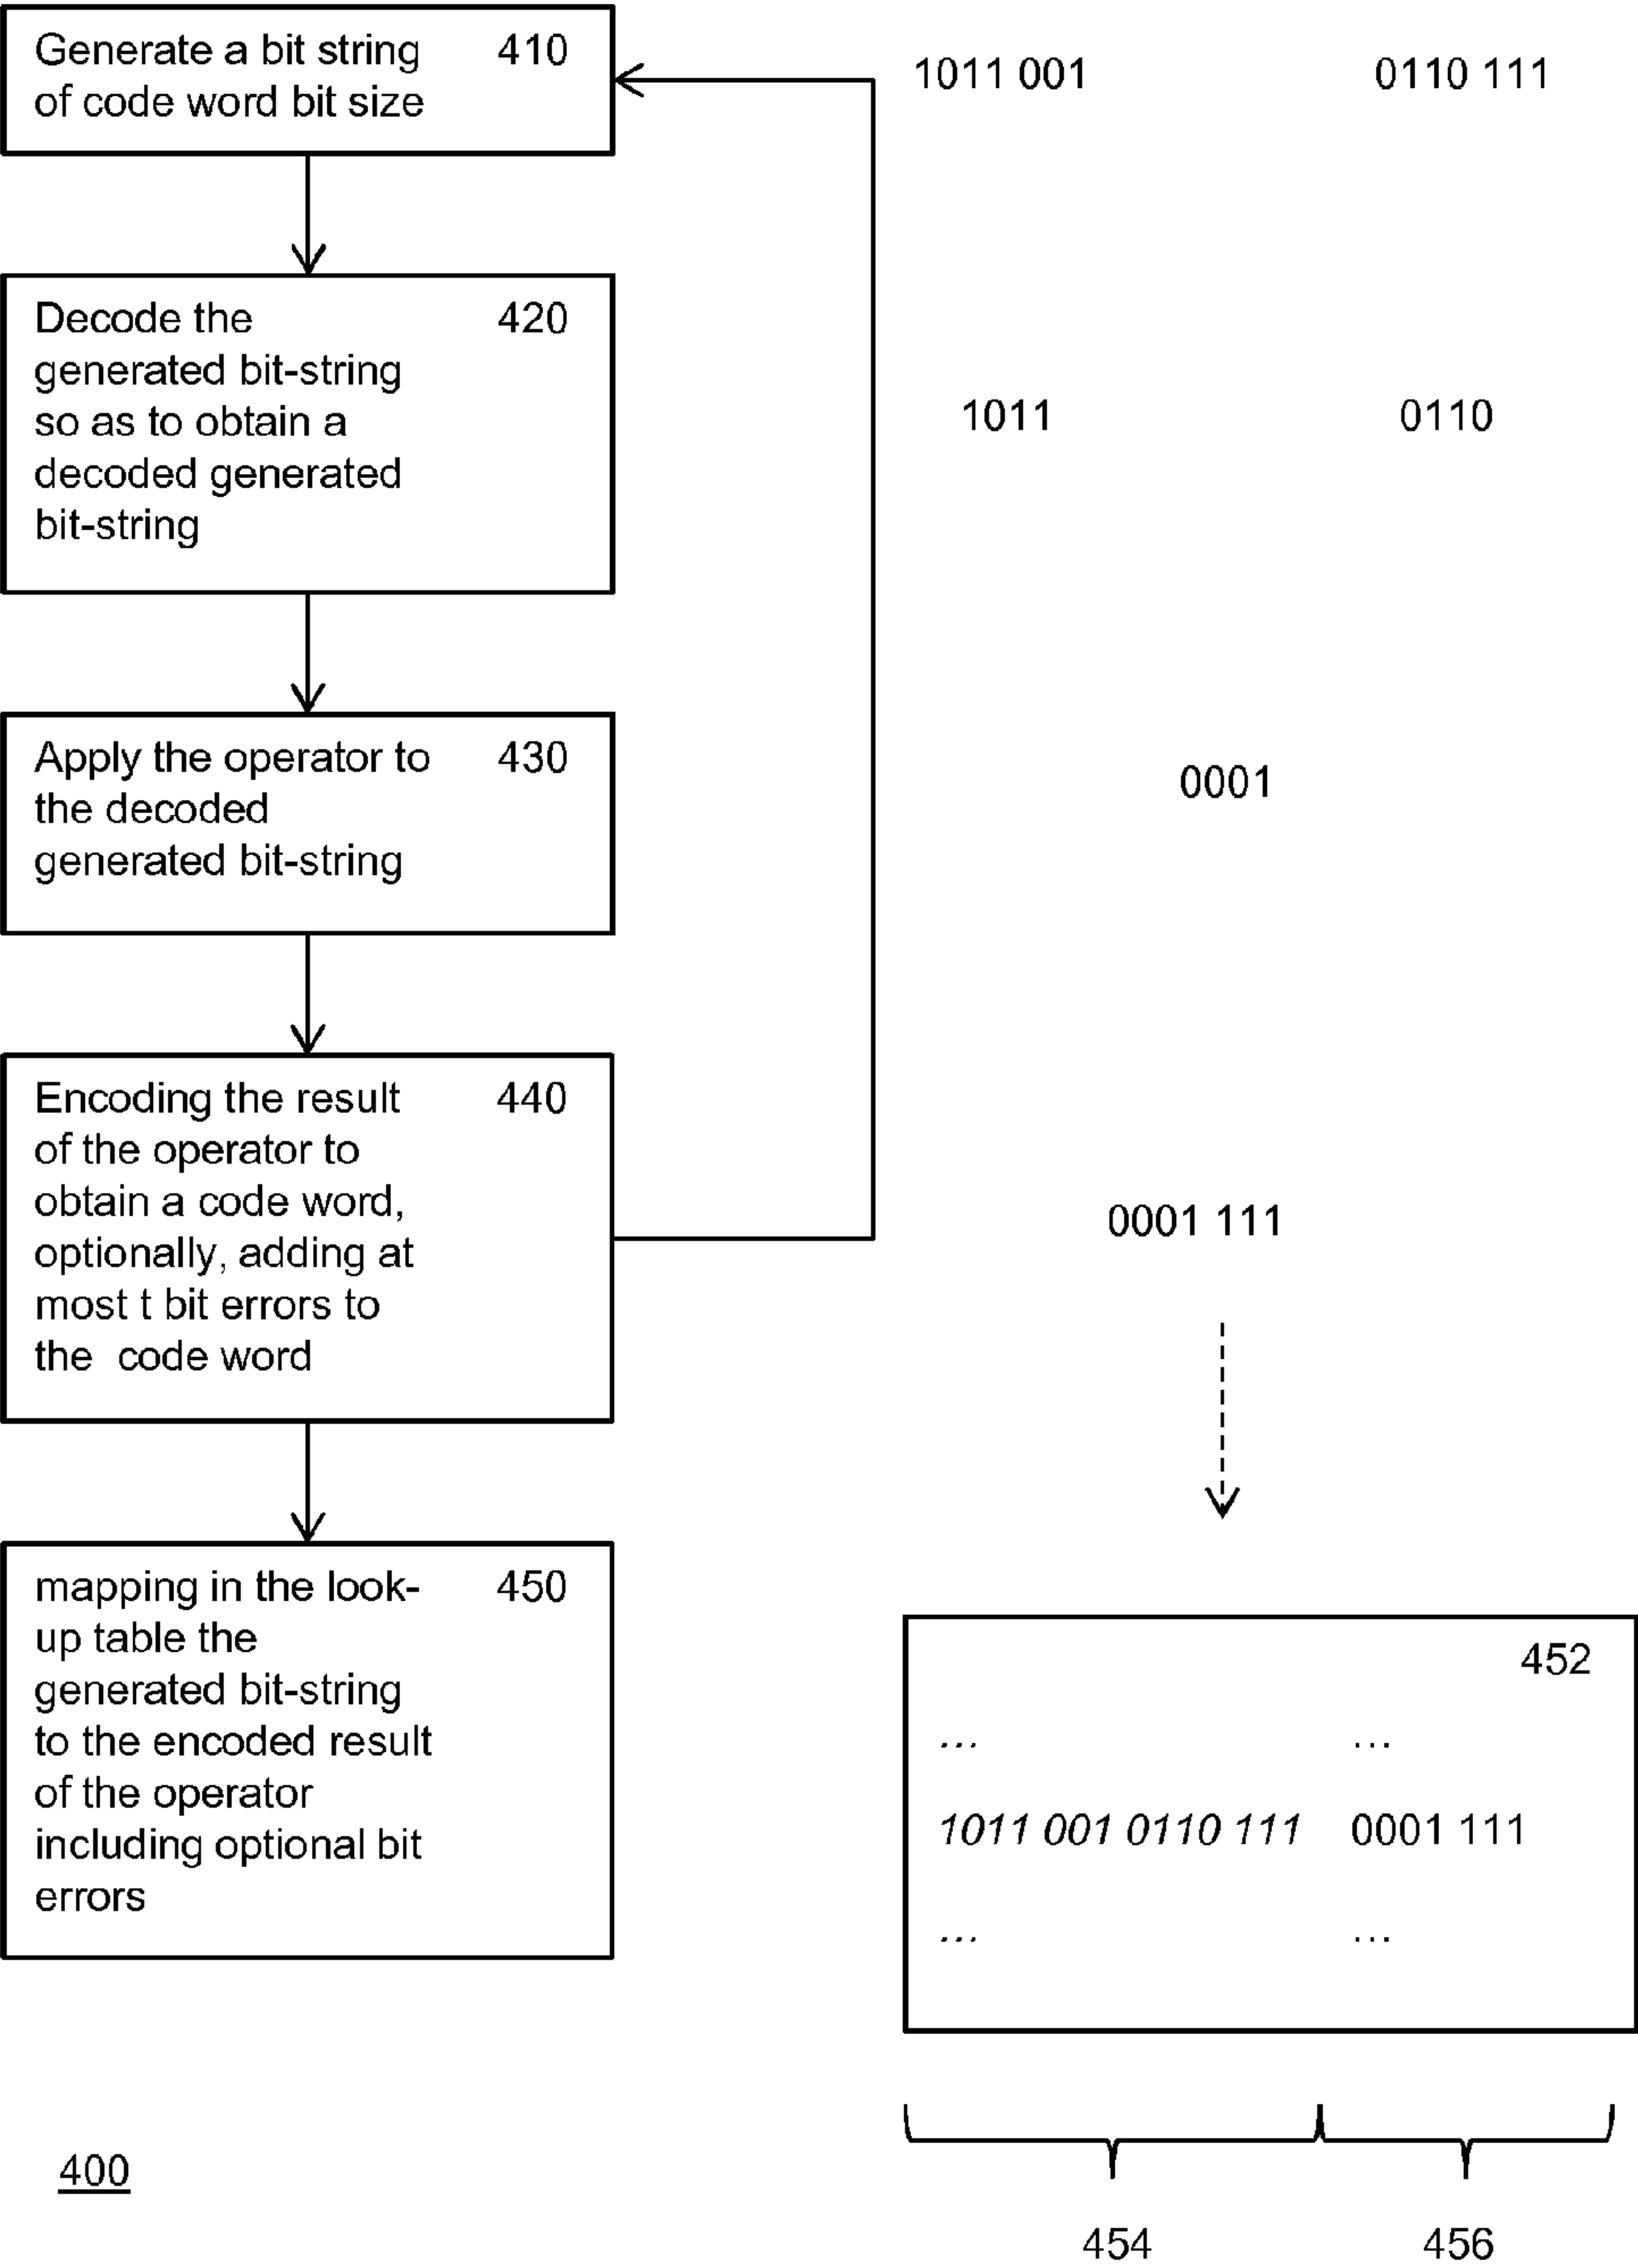 Generate a bit string 410
of code word bit size
1011 001 0110 111
Decode the 420
generated bit-string
so as to obtain a
decoded generated
bit-string
1011 0110
Apply the operator to 430
the decoded
generated bit-string
0001
Encoding the result 440
of the operator to
obtain a code word,
optionally, adding at
most t bit errors to
the code word
0001 111
mapping in the look- 450
up table the
generated bit-string
to the encoded result
of the operator
including optional bit
errors
452
... ...
1011 001 0110 111 0001 111
... ...
400
454 456